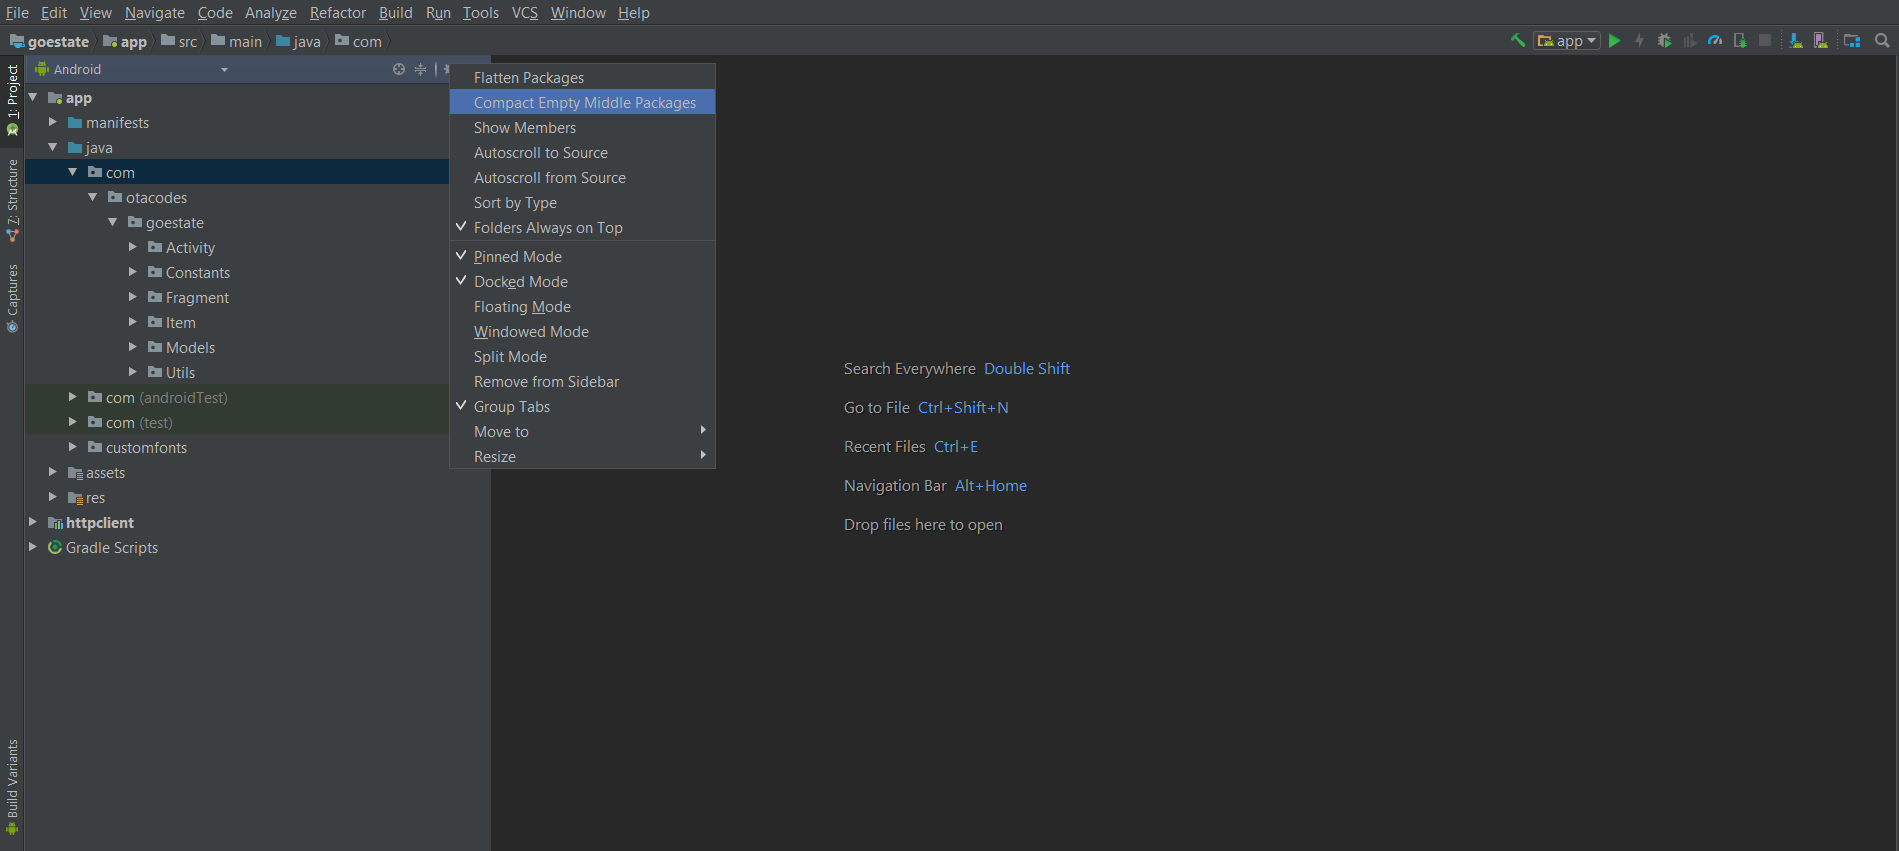 File Edit View Navigate Code Analyze Refactor Build Run Tools VCS Window Help
goestate app src main java com
app
Android
1: Project
7: Structure
Captures
Build Variants
app
manifests
java
com
otacodes
goestate
Activity
Constants
Fragment
Item
Models
Utils
com (androidTest)
com (test)
customfonts
assets
res
httpclient
Gradle Scripts
Flatten Packages
Compact Empty Middle Packages
Show Members
Autoscroll to Source
Autoscroll from Source
Sort by Type
Folders Always on Top
Pinned Mode
Docked Mode
Floating Mode
Windowed Mode
Split Mode
Remove from Sidebar
Group Tabs
Move to
Resize
Search Everywhere Double Shift
Go to File Ctrl+Shift+N
Recent Files Ctrl+E
Navigation Bar Alt+Home
Drop files here to open